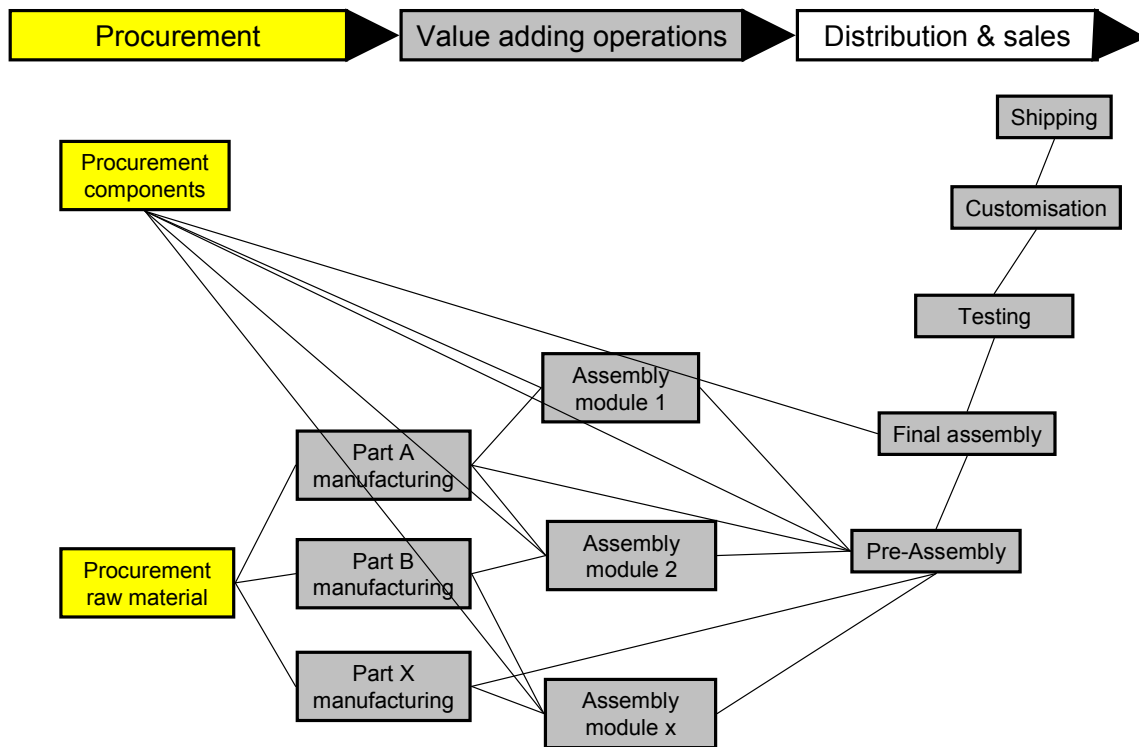 Procurement
Value adding operations
Distribution & sales
Shipping
Procurement
components
Customisation
Testing
Assembly
module 1
Final assembly
Part A
manufacturing
Assembly
module 2
Pre-Assembly
Part B
manufacturing
Procurement
raw material
Part X
manufacturing
Assembly
module x